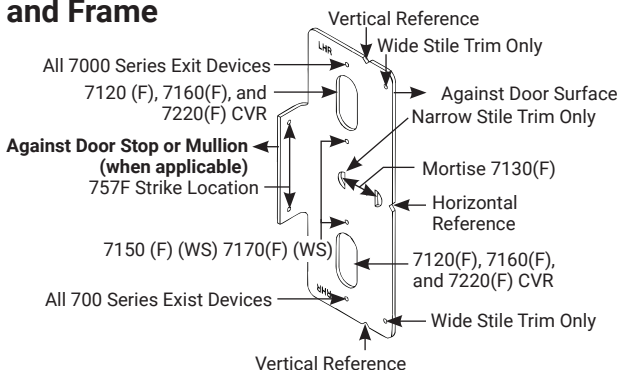 and Frame
Vertical Reference
LHR
Wide Stile Trim Only
All 7000 Series Exit Devices
7120 (F), 7160(F), and
7220(F) CVR
Against Door Surface
Narrow Stile Trim Only
Against Door Stop or Mullion
(when applicable)
757F Strike Location
Mortise 7130(F)
Horizontal
Reference
7150 (F) (WS) 7170(F) (WS)
7120(F), 7160(F),
and 7220(F) CVR
RHR
All 700 Series Exist Devices
Wide Stile Trim Only
Vertical Reference